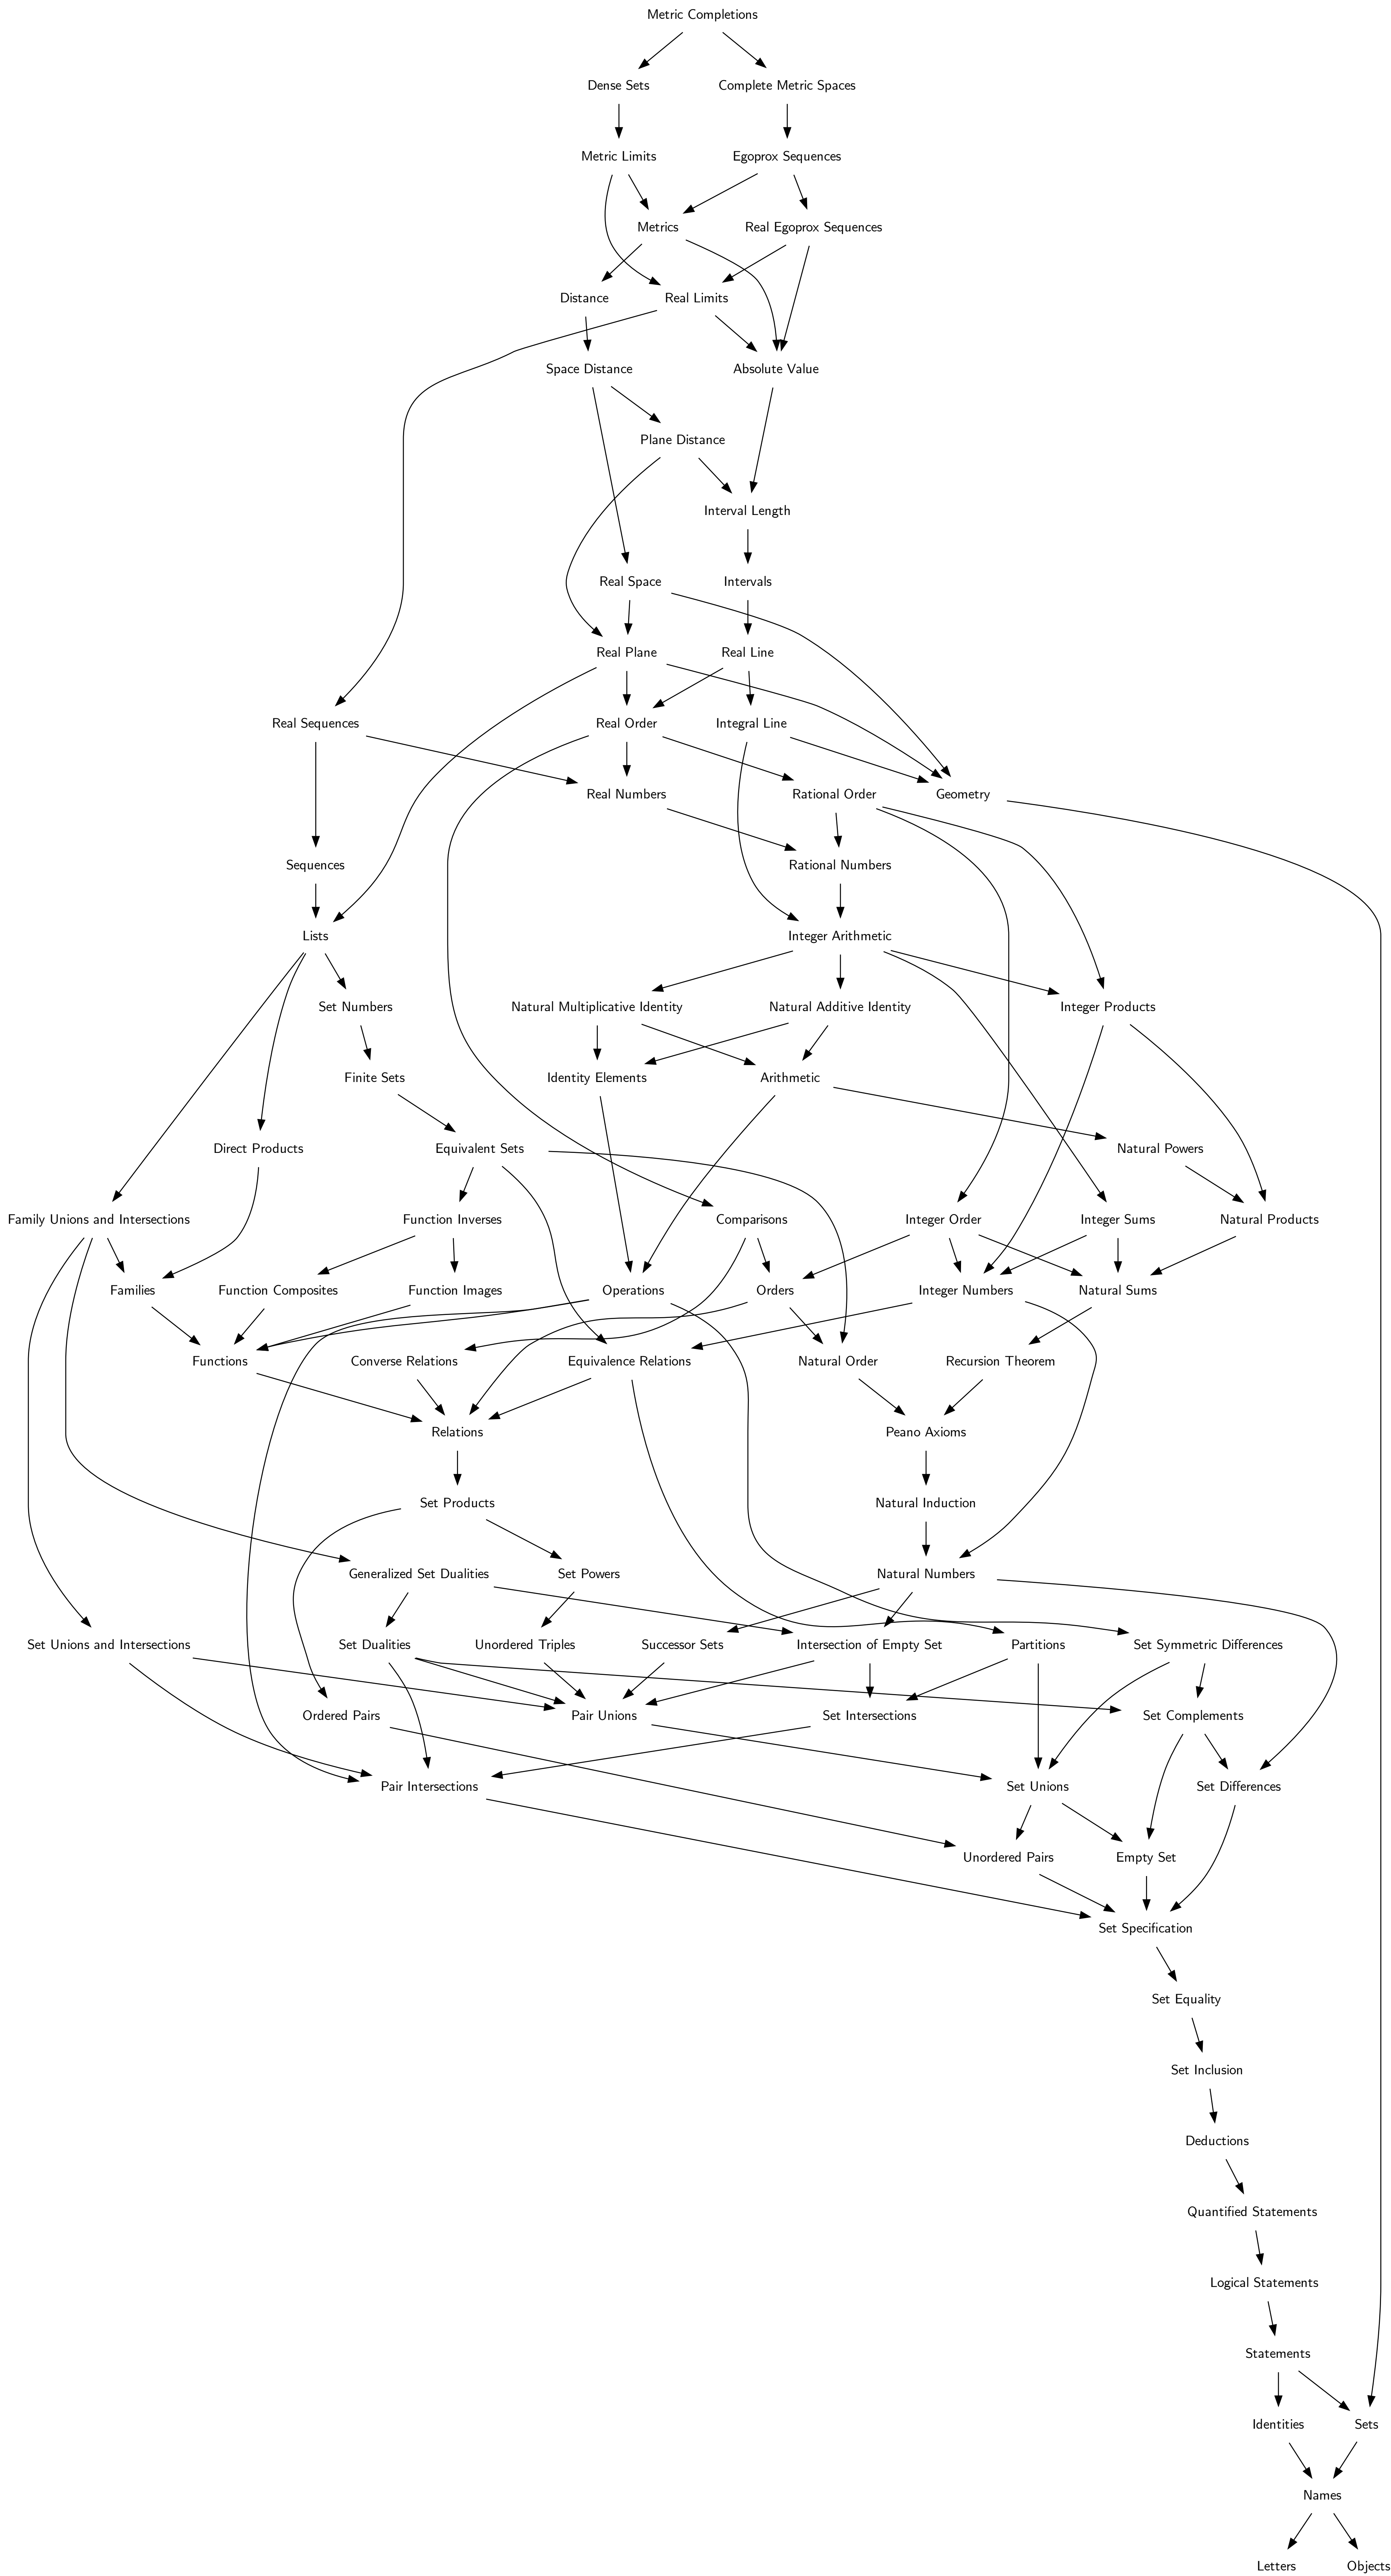 Metric Completions
Dense Sets
Complete Metric Spaces
Metric Limits
Egoprox Sequences
Metrics
Real Egoprox Sequences
Distance
Real Limits
Space Distance
Absolute Value
Plane Distance
Interval Length
Real Space
Intervals
Real Plane
Real Line
Real Sequences
Real Order
Integral Line
Real Numbers
Rational Order
Geometry
Sequences
Rational Numbers
Lists
Integer Arithmetic
Set Numbers
Natural Multiplicative Identity
Natural Additive Identity
Integer Products
Finite Sets
Identity Elements
Arithmetic
Direct Products
Equivalent Sets
Natural Powers
Family Unions and Intersections
Function Inverses
Comparisons
Integer Order
Integer Sums
Natural Products
Families
Function Composites
Function Images
Operations
Orders
Integer Numbers
Natural Sums
Functions
Converse Relations
Equivalence Relations
Natural Order
Recursion Theorem
Relations
Peano Axioms
Set Products
Natural Induction
Generalized Set Dualities
Set Powers
Natural Numbers
Set Unions and Intersections
Set Dualities
Unordered Triples
Successor Sets
Intersection of Empty Set
Partitions
Set Symmetric Differences
Ordered Pairs
Pair Unions
Set Intersections
Set Complements
Pair Intersections
Set Unions
Set Differences
Unordered Pairs
Empty Set
Set Specification
Set Equality
Set Inclusion
Deductions
Quantified Statements
Logical Statements
Statements
Identities
Sets
Names
Letters
Objects